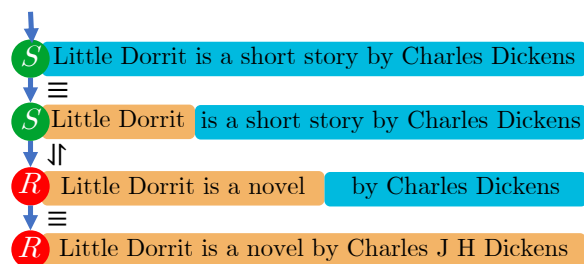 S Little Dorrit is a short story by Charles Dickens
≡
S Little Dorrit is a short story by Charles Dickens
⥯
R Little Dorrit is a novel by Charles Dickens
≡
R Little Dorrit is a novel by Charles J H Dickens